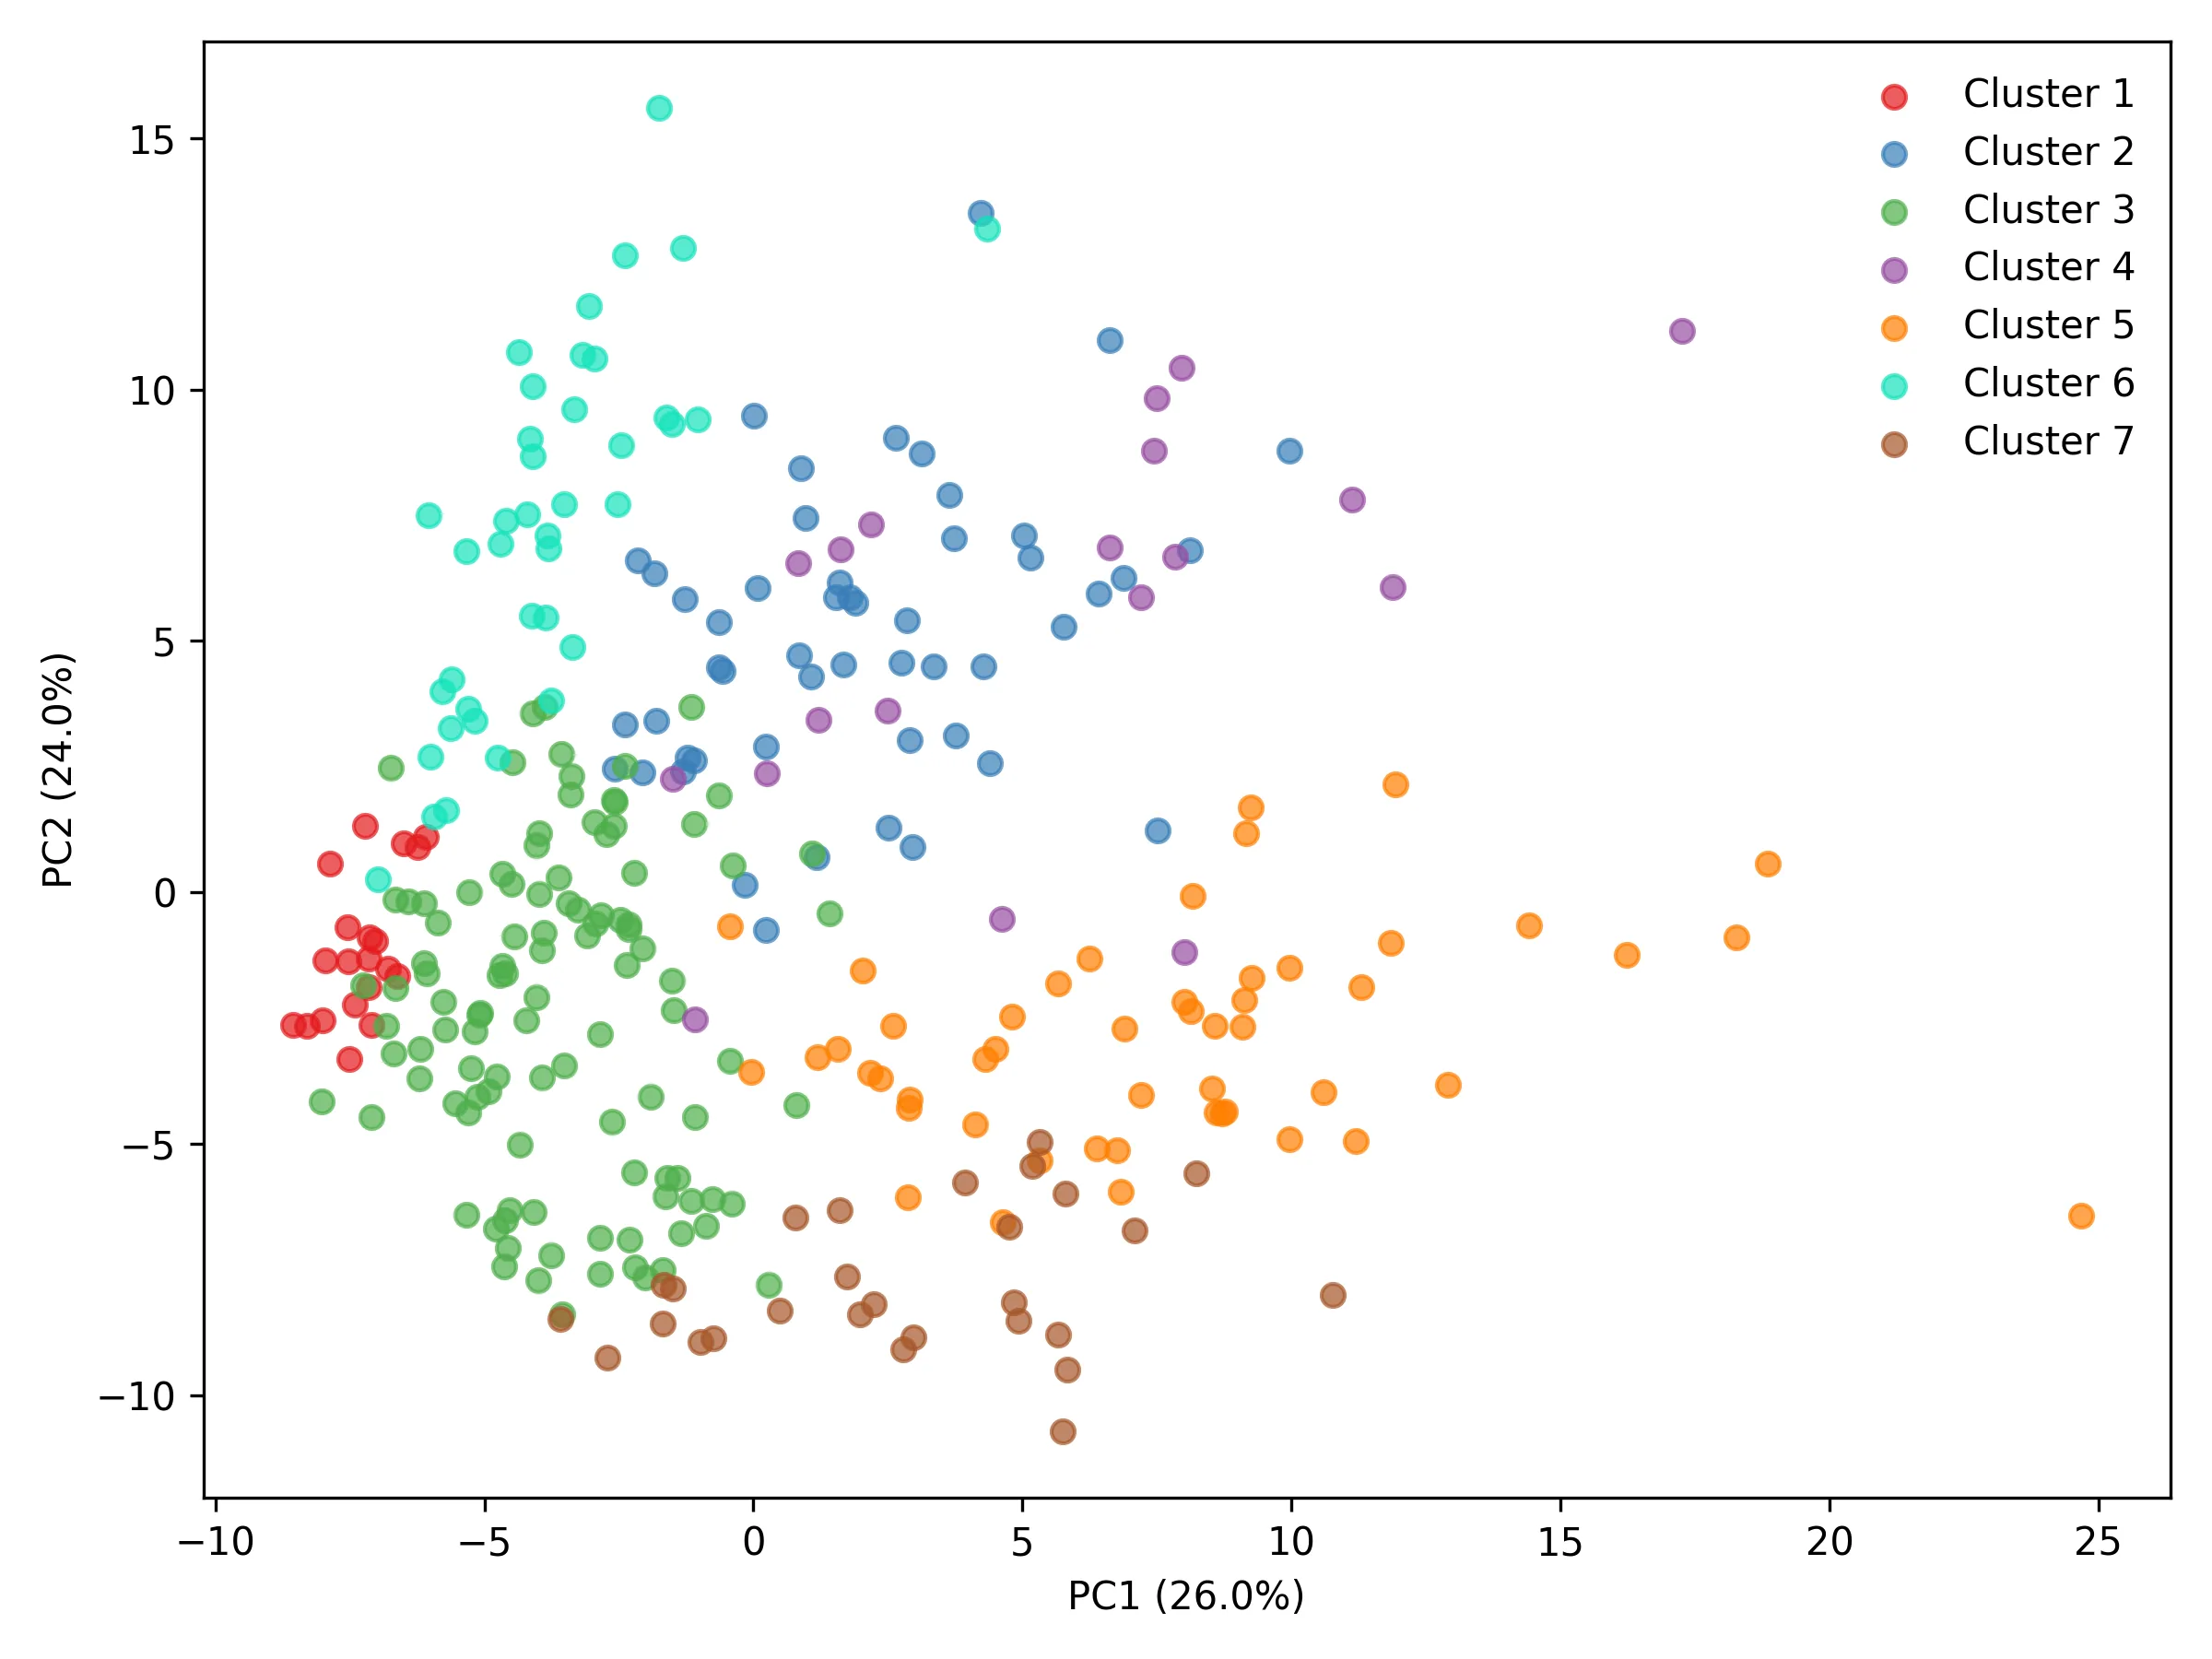 Cluster 1
Cluster 2
Cluster 3
Cluster 4
Cluster 5
Cluster 6
Cluster 7
15
10
5
0
−5
−10
PC2 (24.0%)
−10 −5 0 5 10 15 20 25
PC1 (26.0%)